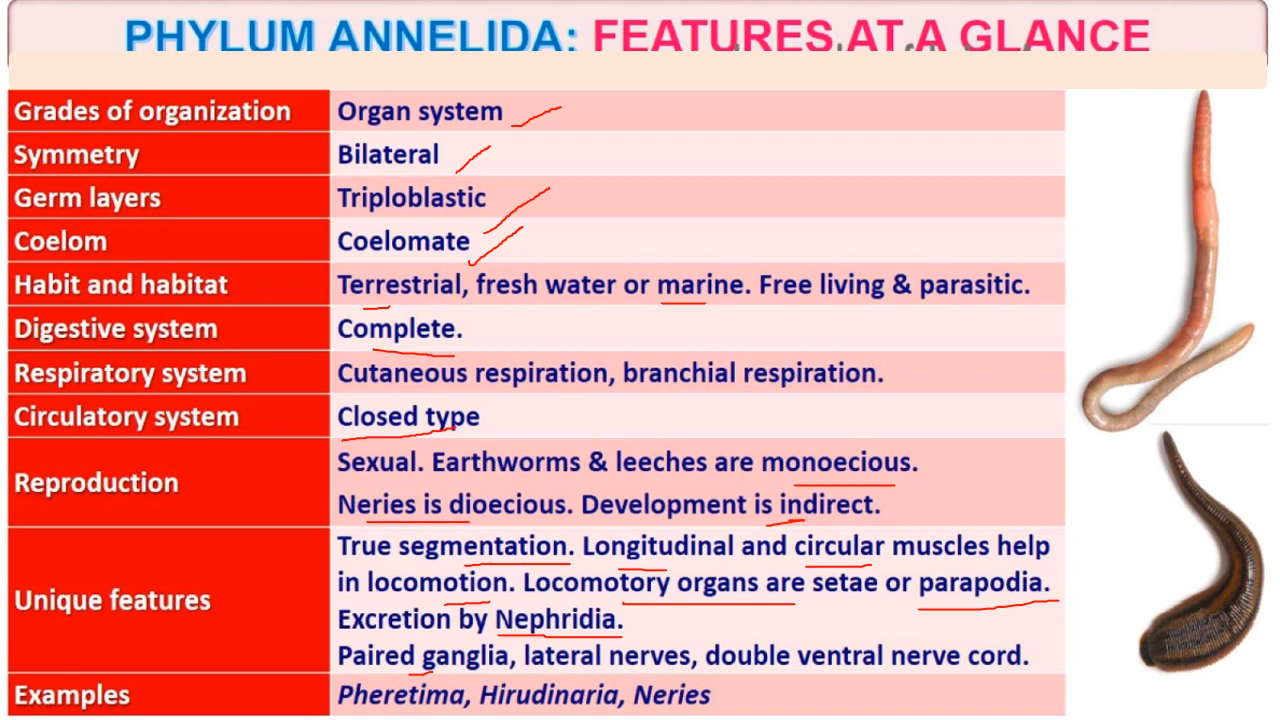 PHYLUM ANNELIDA: FEATURES AT A GLANCE
Grades of organization Organ system
Symmetry Bilateral
Germ layers Triploblastic
Coelom Coelomate
Habit and habitat Terrestrial, fresh water or marine. Free living & parasitic.
Digestive system Complete.
Respiratory system Cutaneous respiration, branchial respiration.
Circulatory system Closed type
Reproduction Sexual. Earthworms & leeches are monoecious.
Neries is dioecious. Development is indirect.
Unique features True segmentation. Longitudinal and circular muscles help
in locomotion. Locomotory organs are setae or parapodia.
Excretion by Nephridia.
Paired ganglia, lateral nerves, double ventral nerve cord.
Examples Pheretima, Hirudinaria, Neries